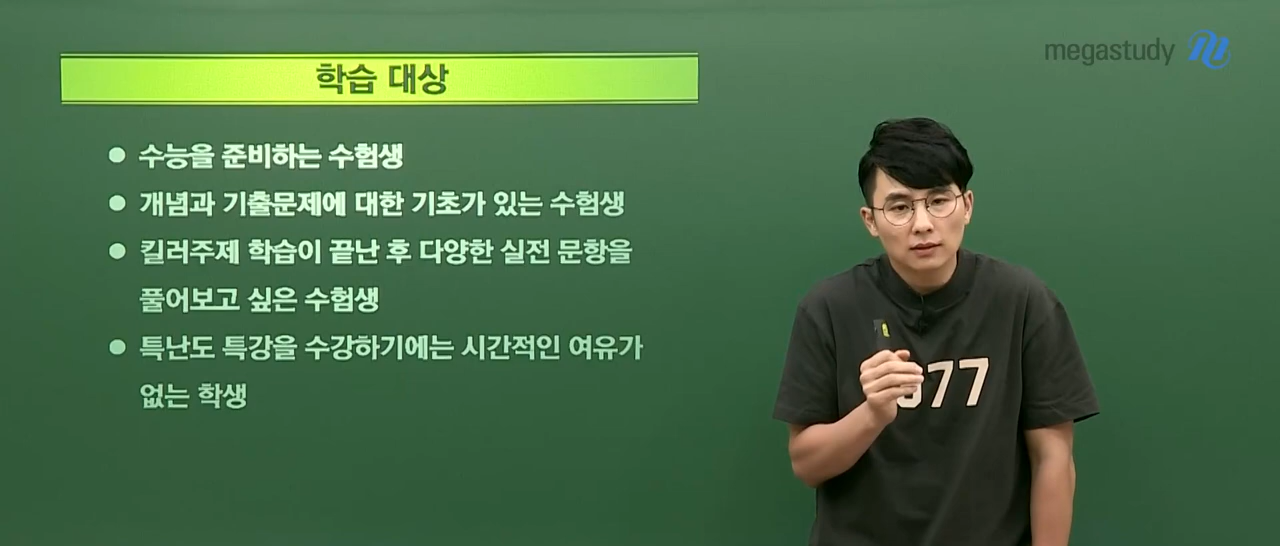 megastudy
학습 대상
● 수능을 준비하는 수험생
● 개념과 기출문제에 대한 기초가 있는 수험생
● 킬러주제 학습이 끝난 후 다양한 실전 문항을
풀어보고 싶은 수험생
● 특난도 특강을 수강하기에는 시간적인 여유가
없는 학생
77